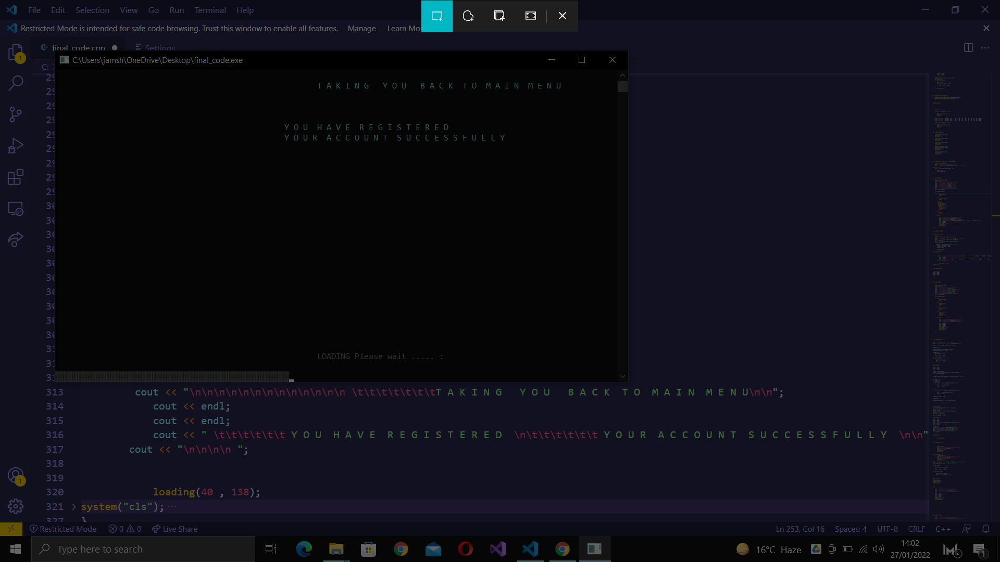 File Edit Selection View Go Run Terminal Help
Restricted Mode is intended for safe code browsing. Trust this window to enable all features. Manage Learn Mo
final_code.cpp Settings
C:\Users\jamsh\OneDrive\Desktop\final_code.exe
C:
T A K I N G   Y O U   B A C K  T O  M A I N  M E N U
Y O U  H A V E  R E G I S T E R E D
Y O U R  A C C O U N T  S U C C E S S F U L L Y
LOADING Please wait ..... :
313 cout << "\n\n\n\n\n\n\n\n\n\n\n\n\n \t\t\t\t\t\t\tT A K I N G   Y O U   B A C K  T O  M A I N  M E N U\n\n";
314 cout << endl;
315 cout << endl;
316 cout << " \t\t\t\t\t\t Y O U  H A V E  R E G I S T E R E D  \n\t\t\t\t\t\t Y O U R  A C C O U N T  S U C C E S S F U L L Y  \n\n"
317 cout << "\n\n\n\n ";
318
319
320 loading(40 , 138);
321 system("cls"); ...
327 }
Restricted Mode 0 0 Live Share Ln 253, Col 16 Spaces: 4 UTF-8 CRLF C++
Type here to search 16°C Haze 14:02
27/01/2022